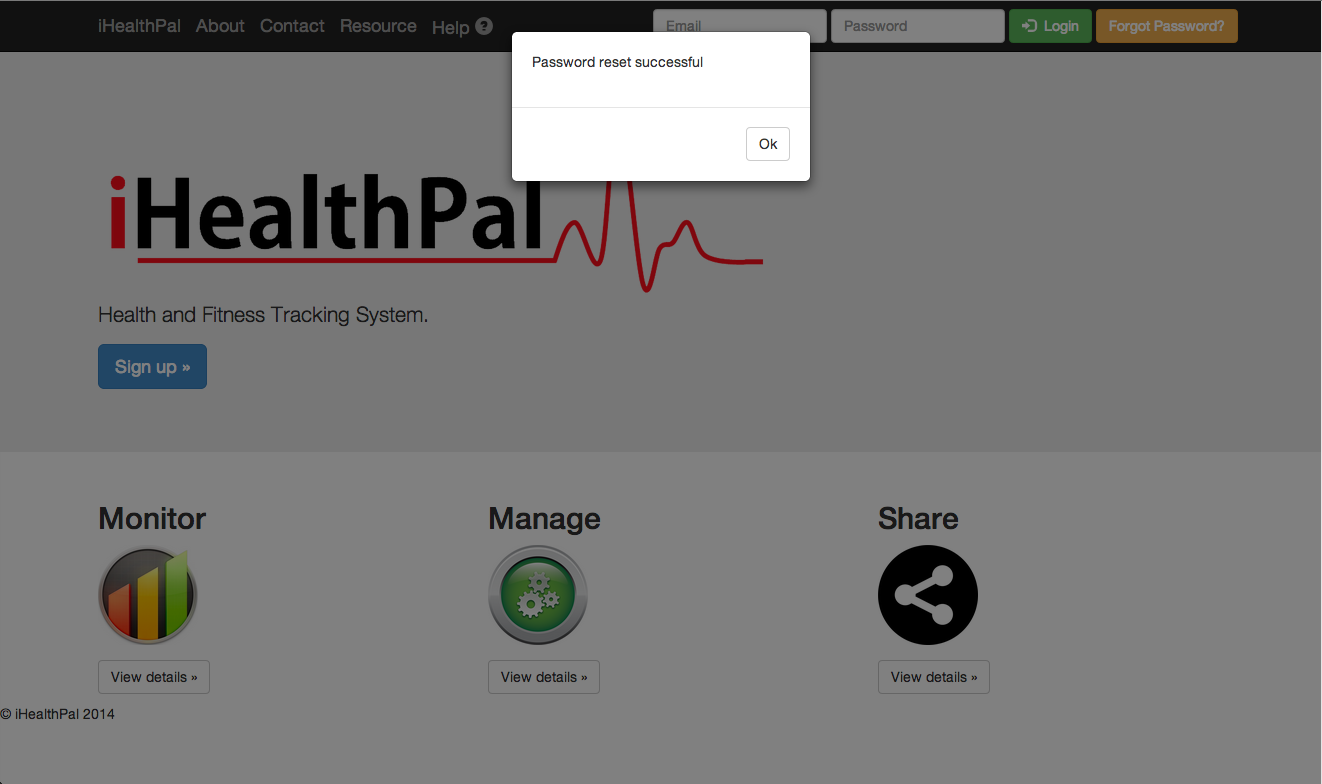 iHealthPal About Contact Resource Help ? Email Password Login Forgot Password?
Password reset successful
Ok
iHealthPal
Health and Fitness Tracking System.
Sign up »
Monitor Manage Share
View details » View details » View details »
© iHealthPal 2014